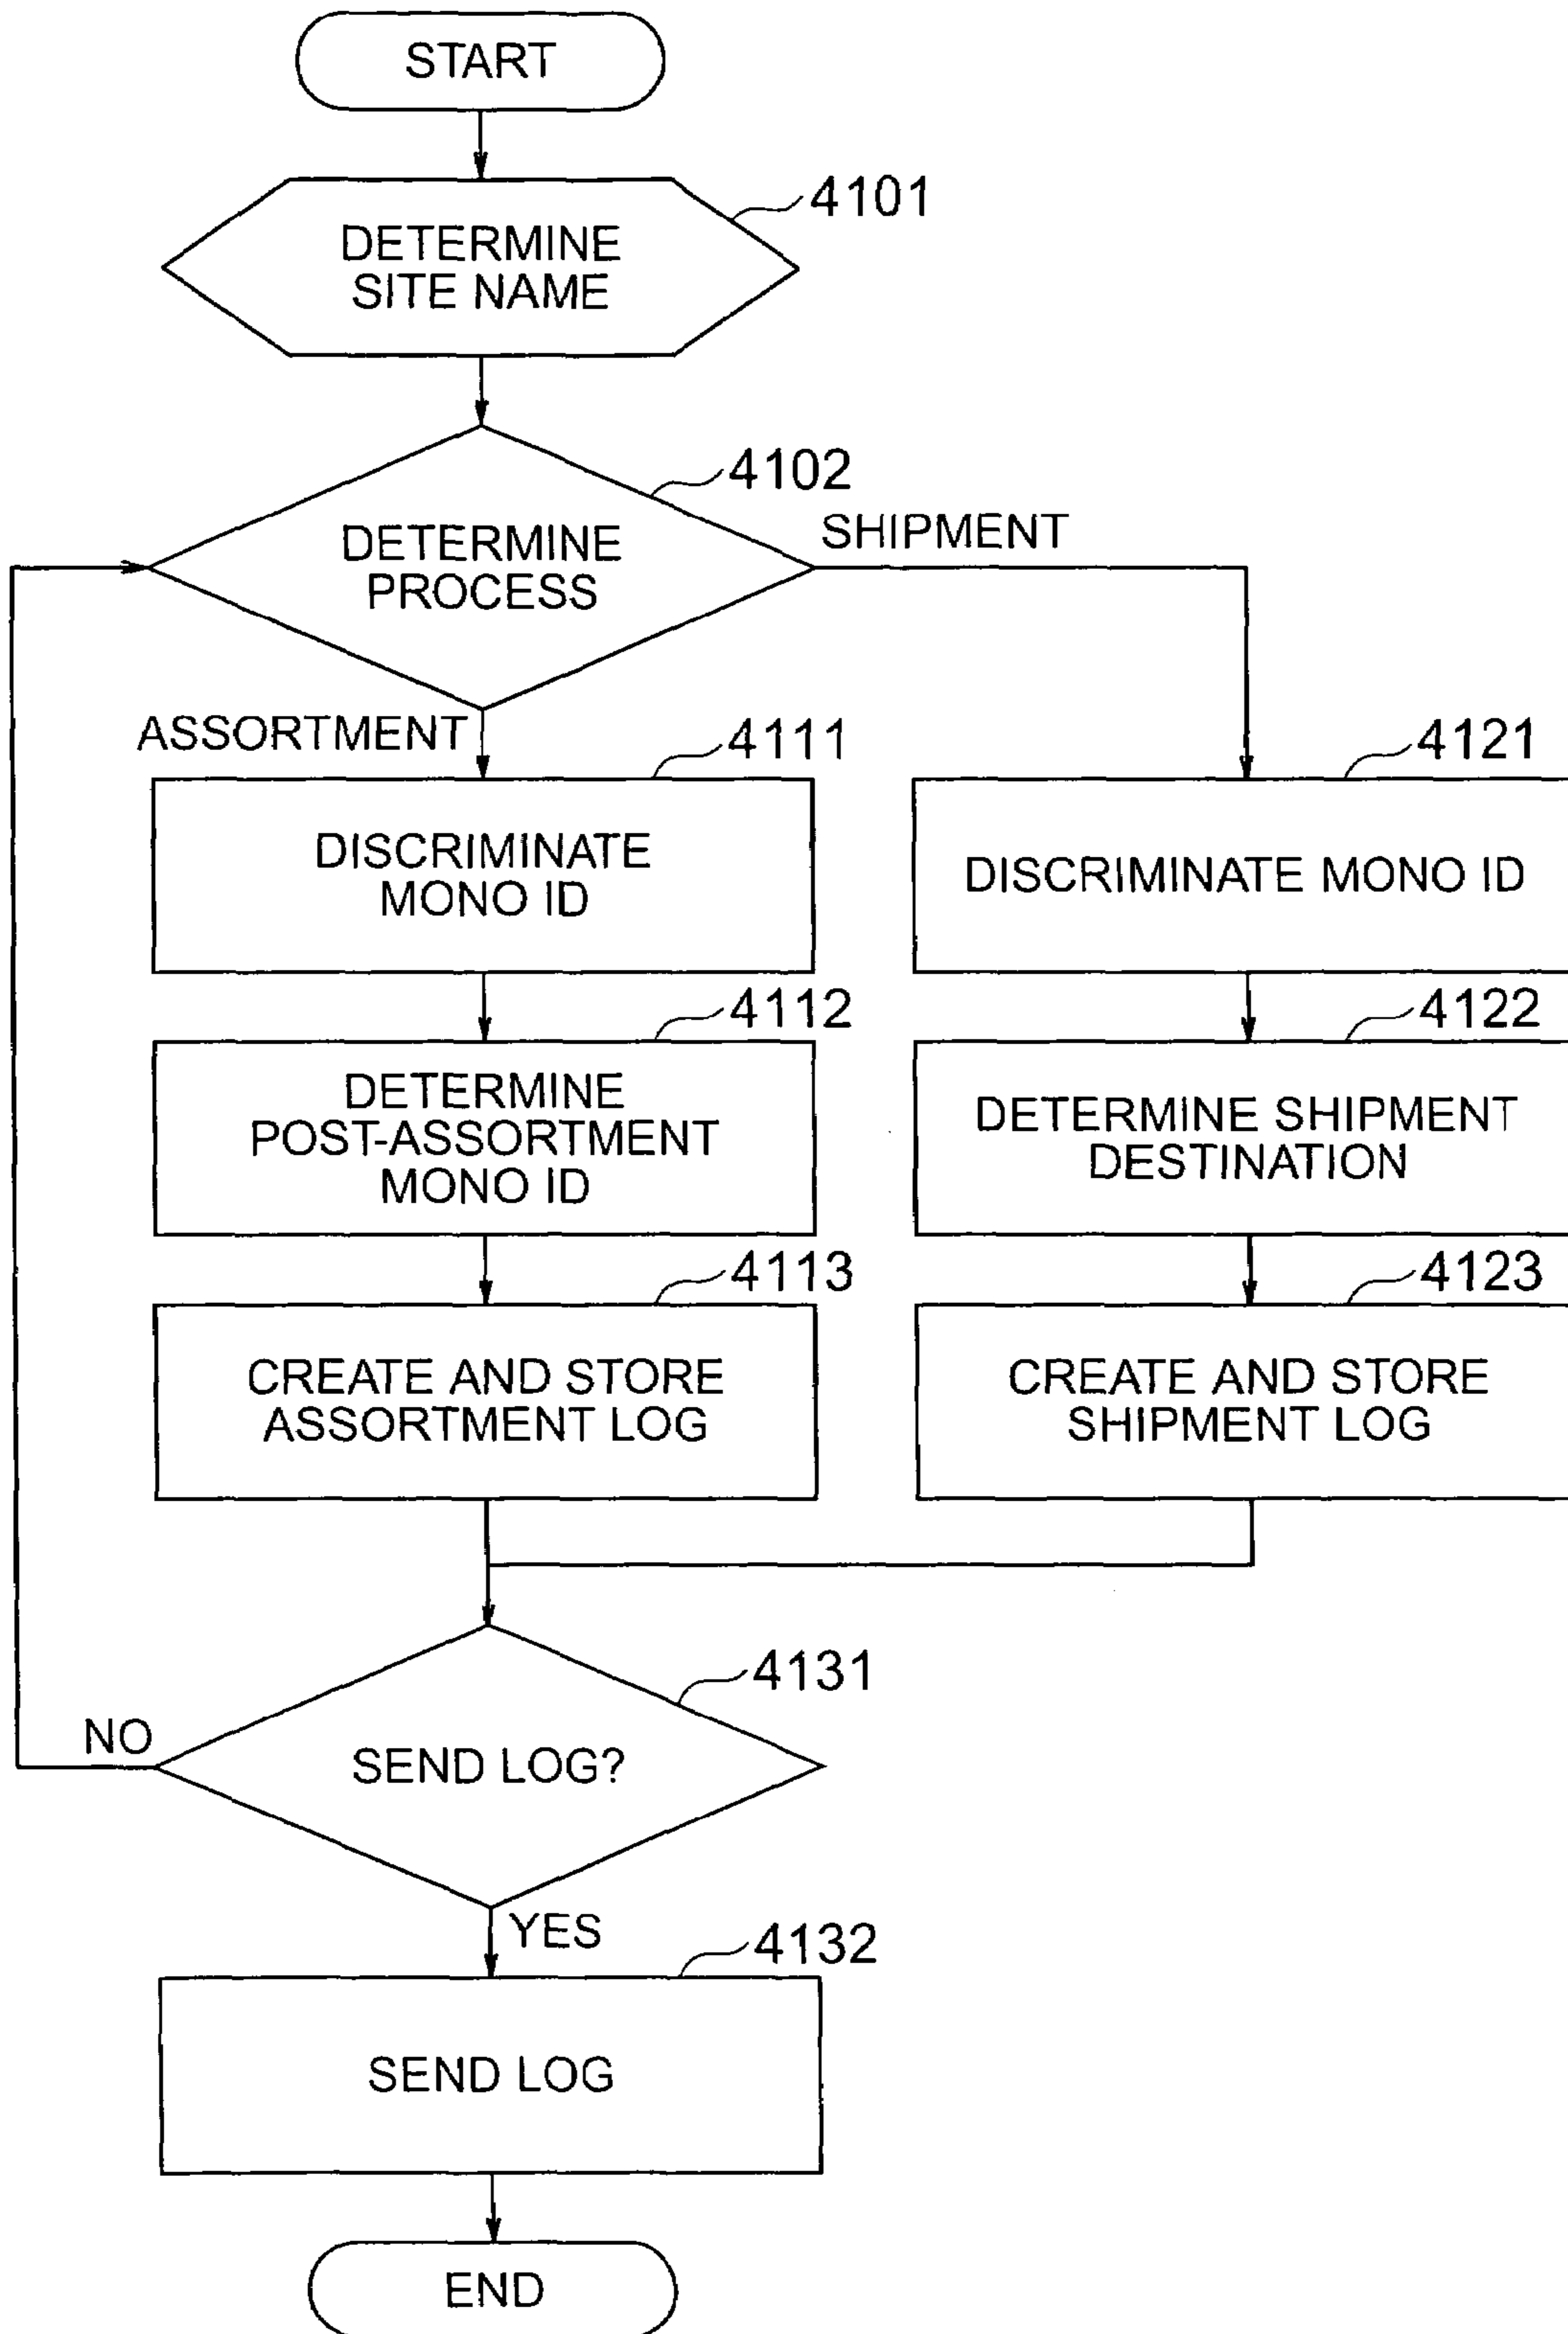 START
4101
DETERMINE
SITE NAME
4102
DETERMINE
PROCESS
SHIPMENT
ASSORTMENT
4111
DISCRIMINATE
MONO ID
4112
DETERMINE
POST-ASSORTMENT
MONO ID
4113
CREATE AND STORE
ASSORTMENT LOG
4121
DISCRIMINATE MONO ID
4122
DETERMINE SHIPMENT
DESTINATION
4123
CREATE AND STORE
SHIPMENT LOG
4131
SEND LOG?
NO
YES
4132
SEND LOG
END